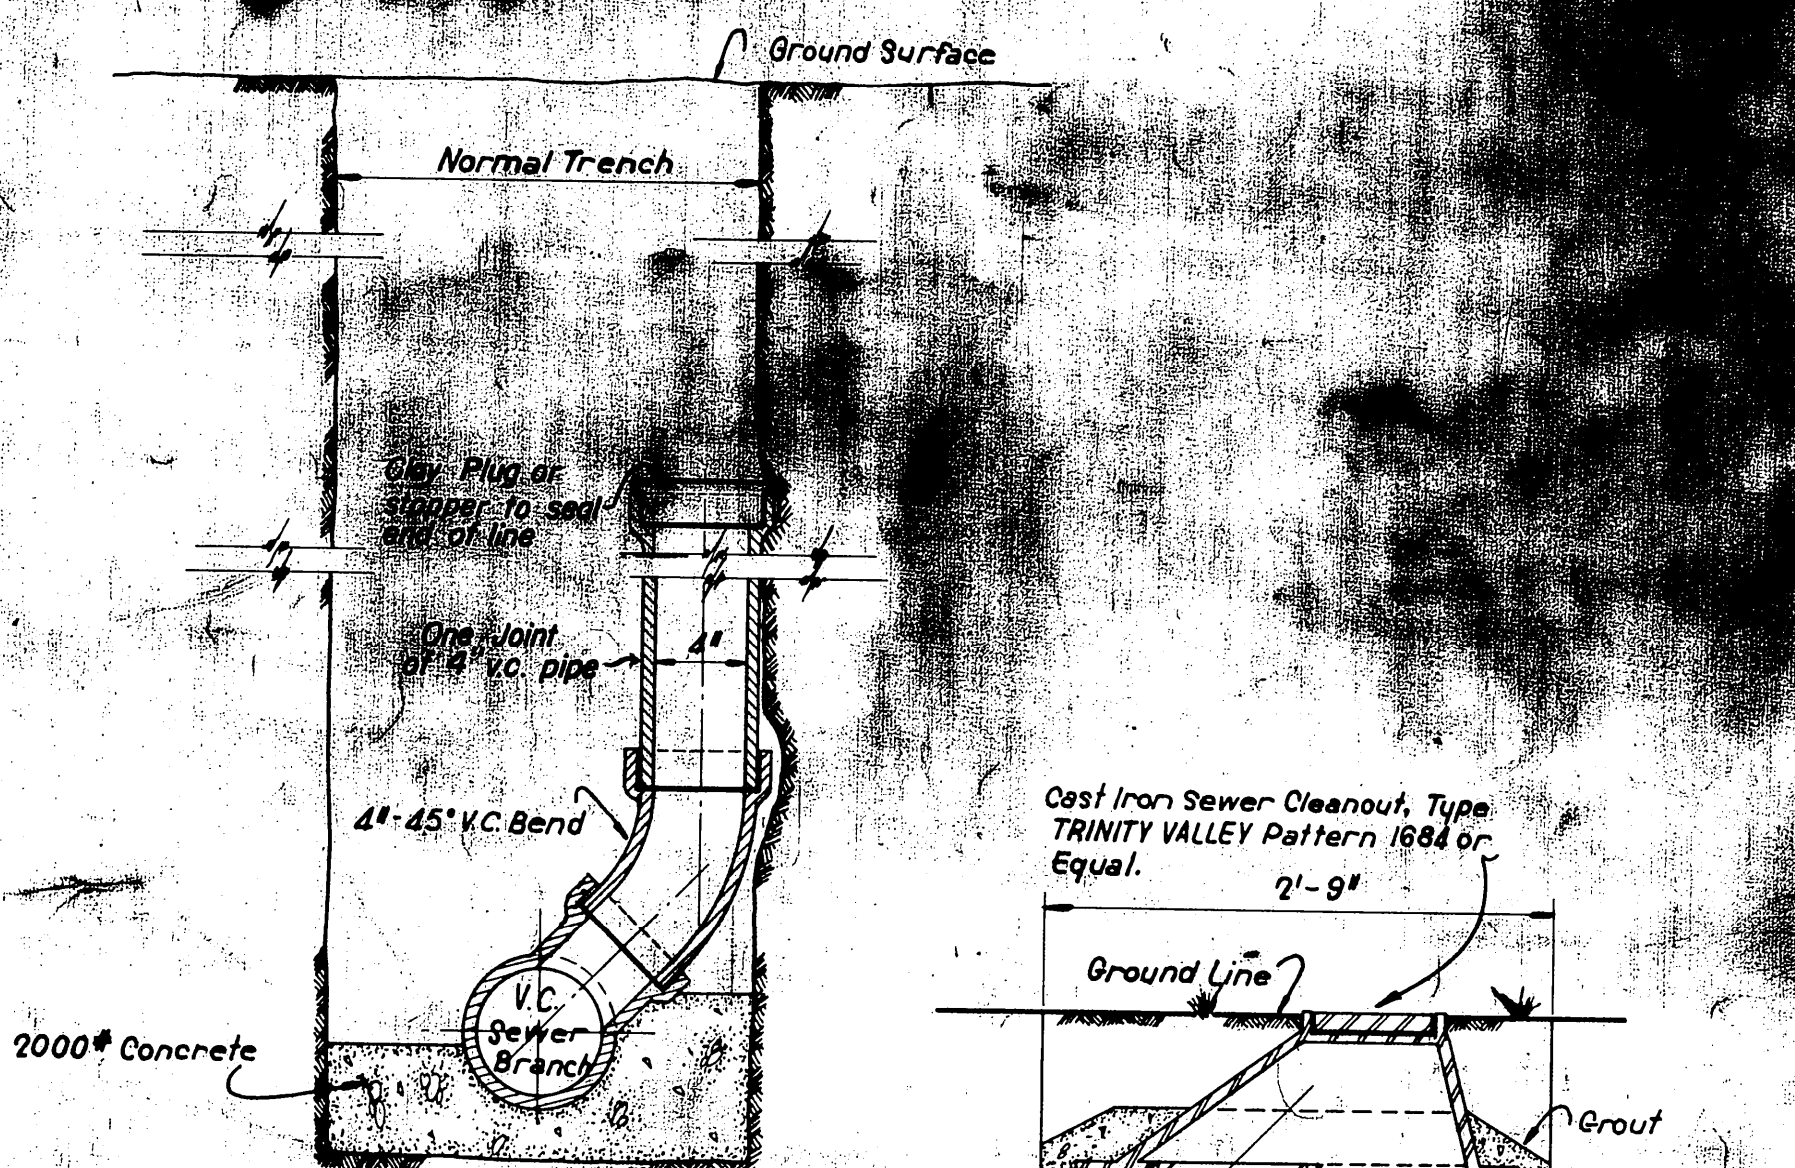 Ground Surface
Normal Trench
Clay Plug or
stopper to seal
end of line
One Joint
of 4" v.c. pipe
4"
4"-45° V.C. Bend
V.C.
Sewer
Branch
2000# Concrete
Cast Iron Sewer Cleanout, Type
TRINITY VALLEY Pattern 1684 or
Equal.
2'-9"
Ground Line
Grout